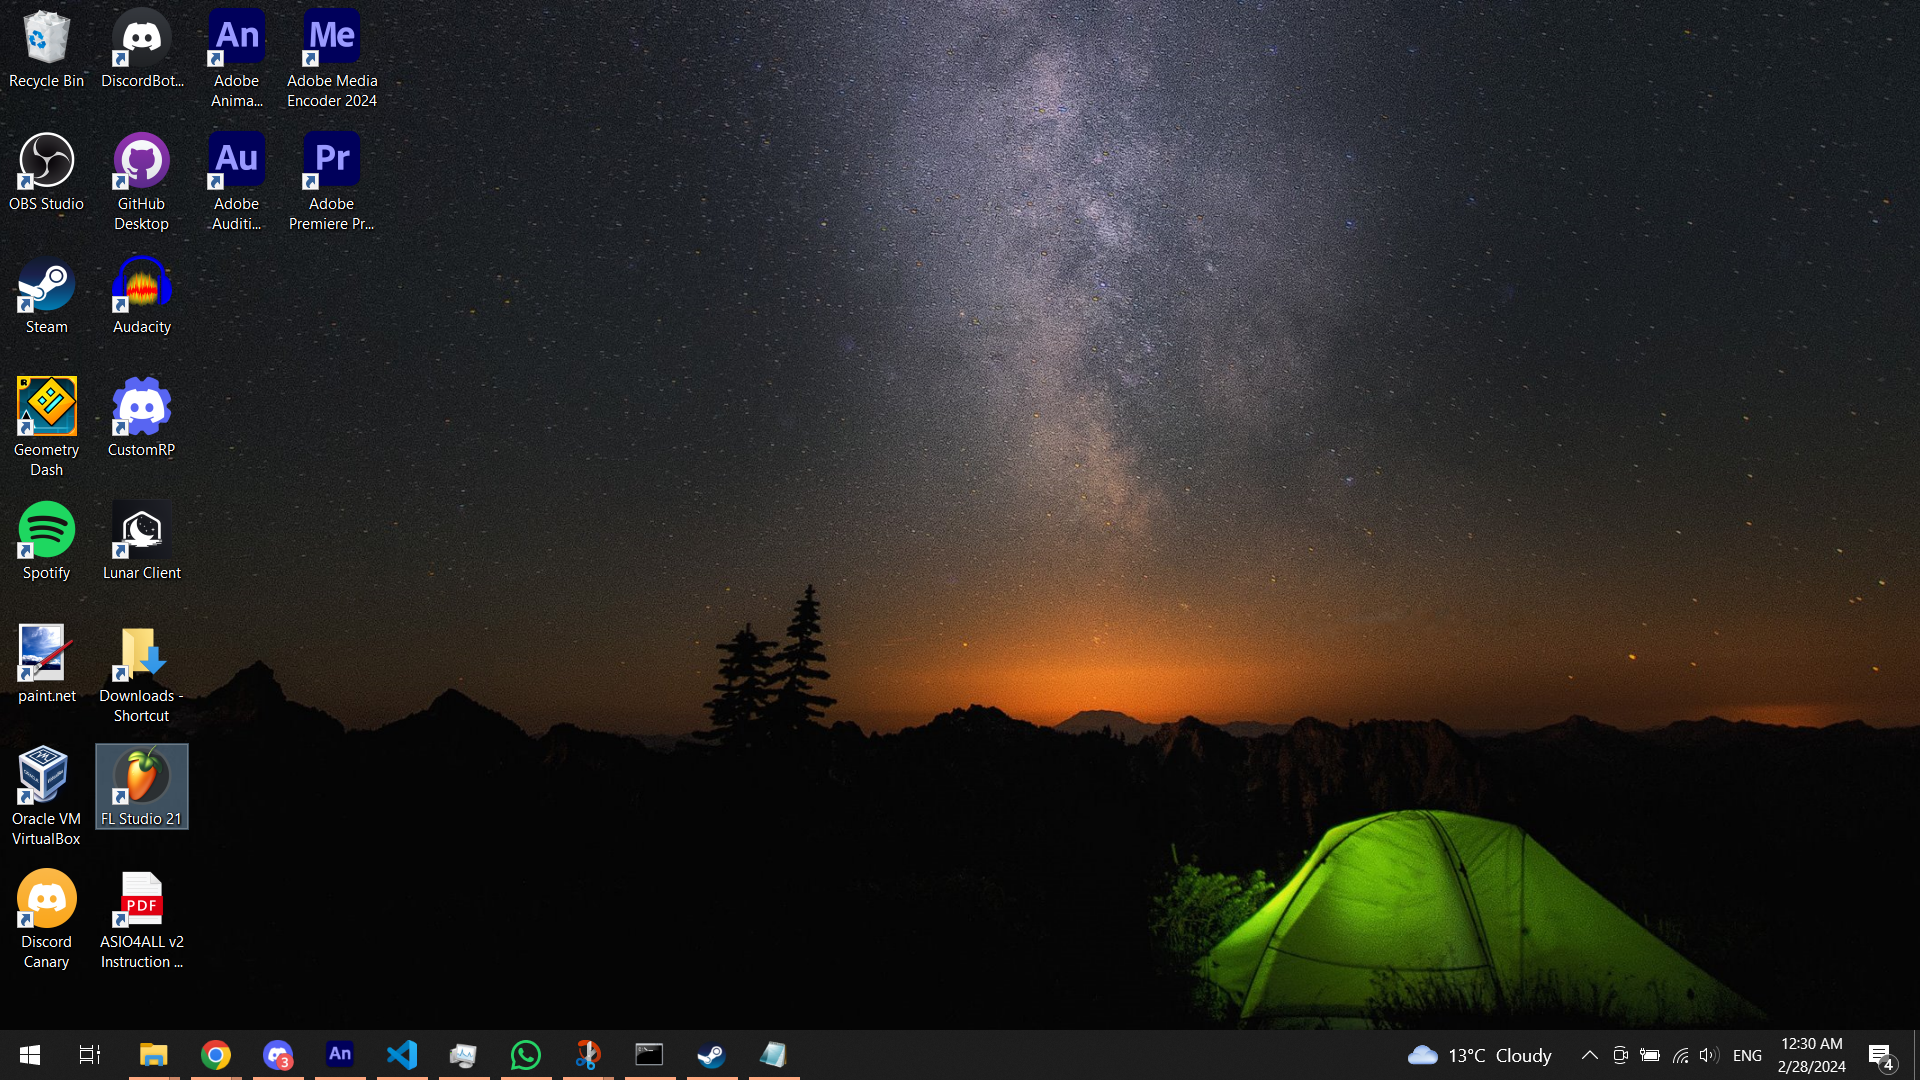 Recycle Bin
DiscordBot...
An
Adobe
Anima...
Me
Adobe Media
Encoder 2024
OBS Studio
GitHub
Desktop
Au
Adobe
Auditi...
Pr
Adobe
Premiere Pr...
Steam
Audacity
R
Geometry
Dash
CustomRP
Spotify
Lunar Client
paint.net
Downloads -
Shortcut
Oracle VM
VirtualBox
FL Studio 21
Discord
Canary
PDF
ASIO4ALL v2
Instruction ...
3
An
13°C Cloudy
ENG
12:30 AM
2/28/2024
4